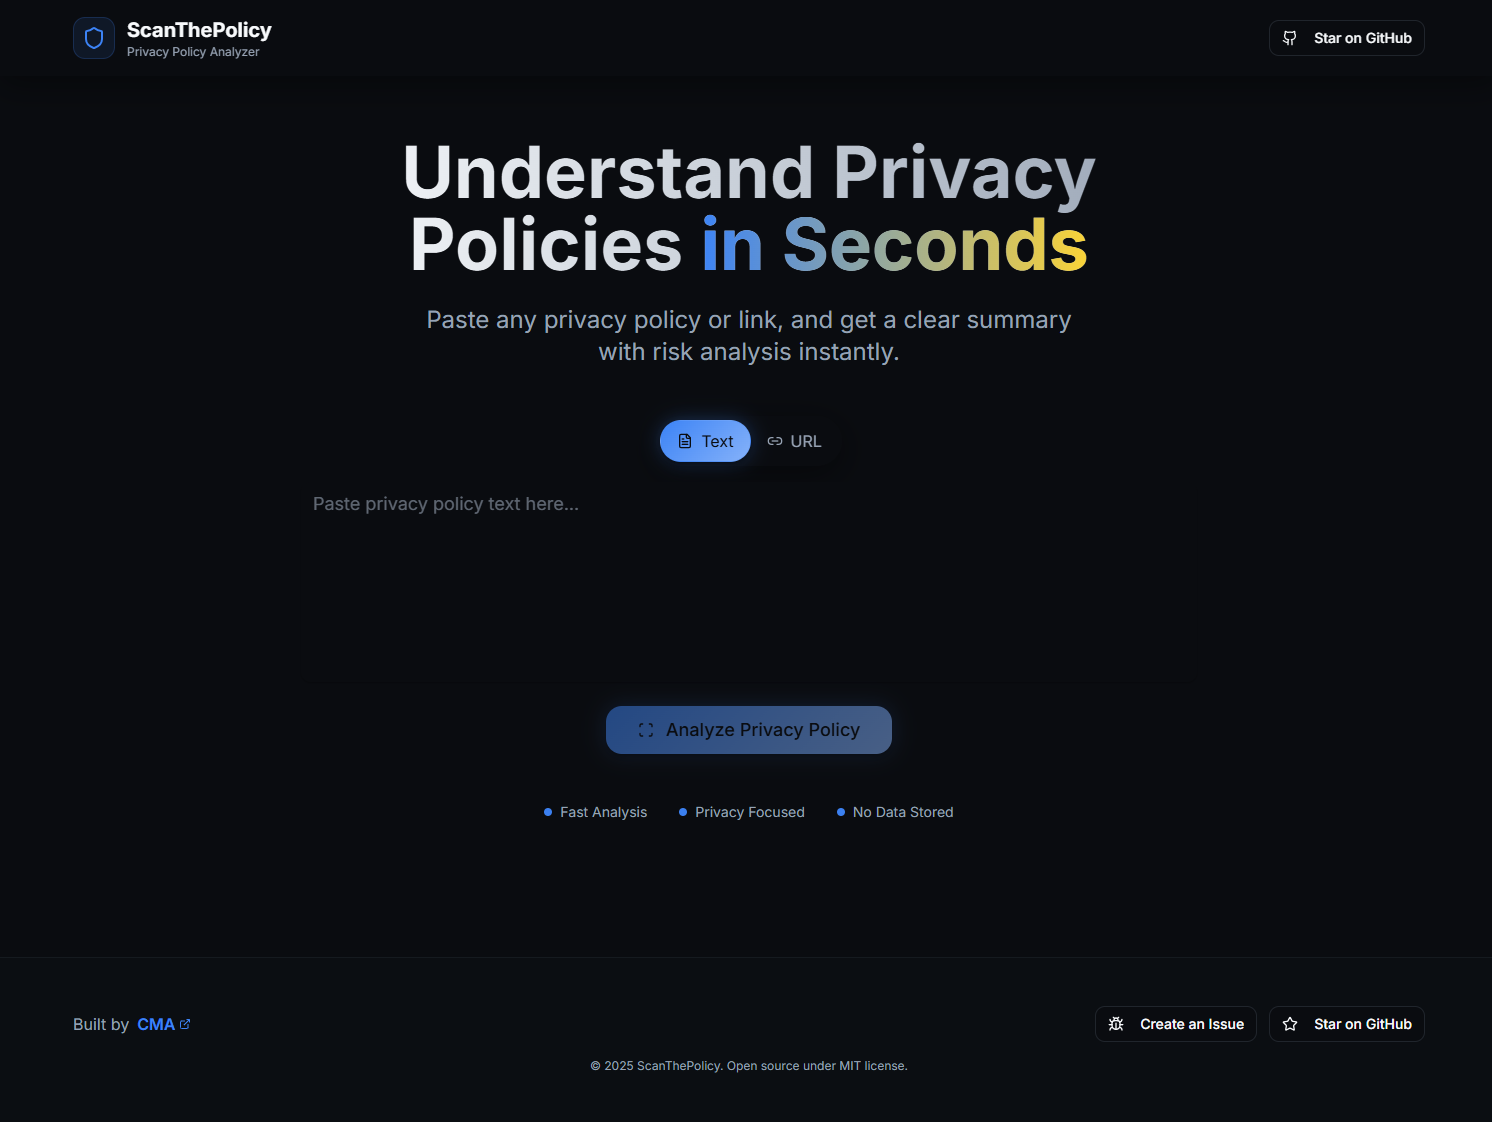 ScanThePolicy
Privacy Policy Analyzer
Star on GitHub
Understand Privacy
Policies in Seconds
Paste any privacy policy or link, and get a clear summary
with risk analysis instantly.
Text
URL
Paste privacy policy text here...
Analyze Privacy Policy
Fast Analysis
Privacy Focused
No Data Stored
Built by CMA
Create an Issue
Star on GitHub
© 2025 ScanThePolicy. Open source under MIT license.